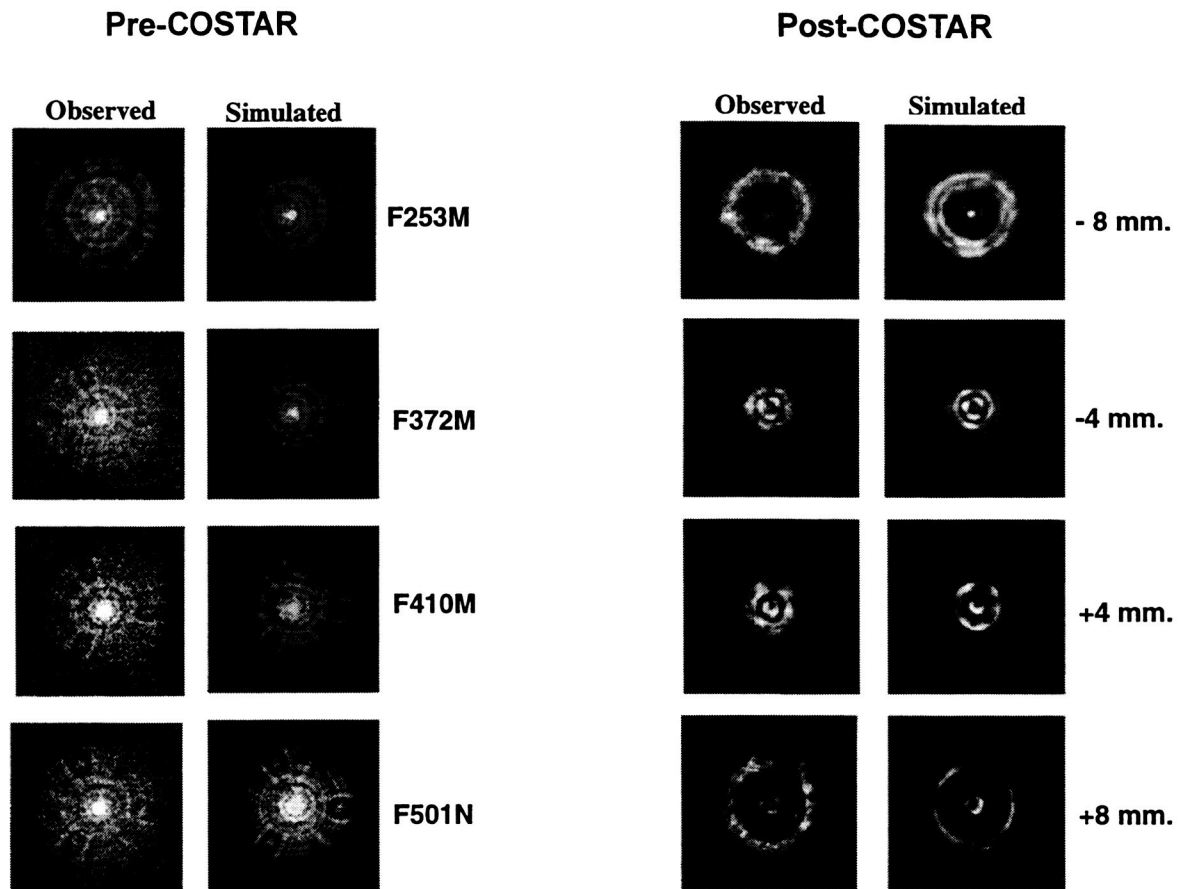 Pre-COSTAR
Observed Simulated
F253M
F372M
F410M
F501N
Post-COSTAR
Observed Simulated
- 8 mm.
-4 mm.
+4 mm.
+8 mm.